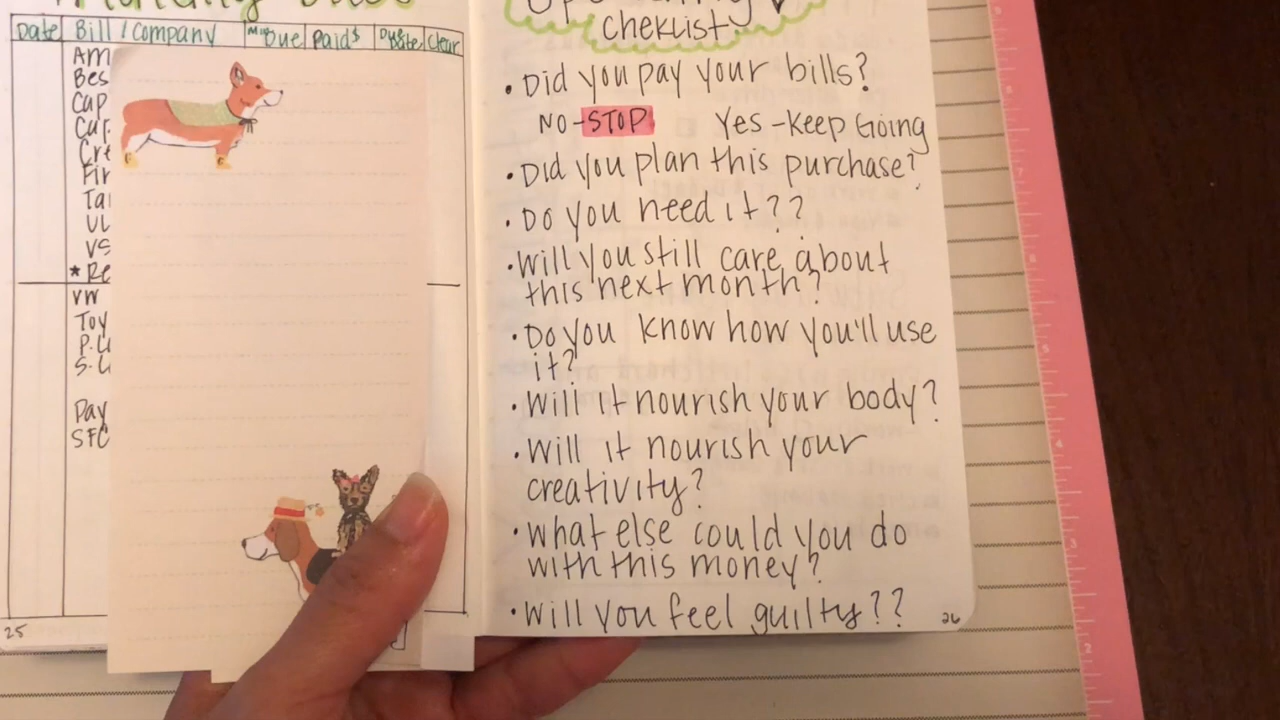 Date Bill / Company Min Due Paid$ Due Date Clear
Am
Bes
Cap
Cap
Cre
Fir
Tar
UL
VS
* Re
VW
Toy
P.L
S.L
Pay
SFC
25
Spending
Cheklist
• Did you pay your bills?
NO - STOP Yes - Keep Going
• Did you plan this purchase?
• Do you need it??
• Will you still care about
this next month?
• Do you know how you'll use
it?
• Will it nourish your body?
• Will it nourish your
creativity?
• What else could you do
with this money?
• Will you feel guilty??
26